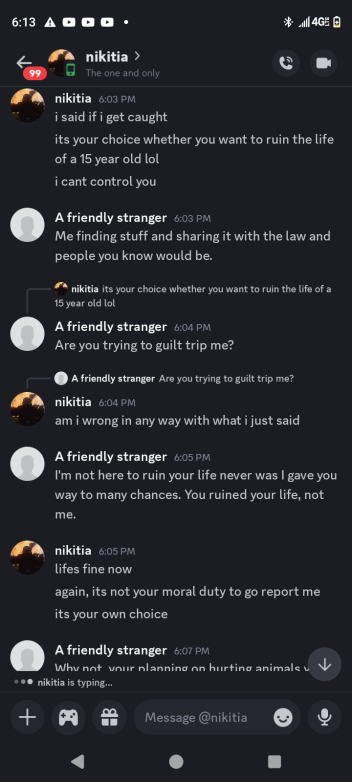 6:13
4G
nikitia
99
The one and only
nikitia 6:03 PM
i said if i get caught
its your choice whether you want to ruin the life
of a 15 year old lol
i cant control you
A friendly stranger 6:03 PM
Me finding stuff and sharing it with the law and
people you know would be.
nikitia its your choice whether you want to ruin the life of a
15 year old lol
A friendly stranger 6:04 PM
Are you trying to guilt trip me?
A friendly stranger Are you trying to guilt trip me?
nikitia 6:04 PM
am i wrong in any way with what i just said
A friendly stranger 6:05 PM
I'm not here to ruin your life never was I gave you
way to many chances. You ruined your life, not
me.
nikitia 6:05 PM
lifes fine now
again, its not your moral duty to go report me
its your own choice
A friendly stranger 6:07 PM
Why not, your planning on hurting animals
nikitia is typing...
Message @nikitia